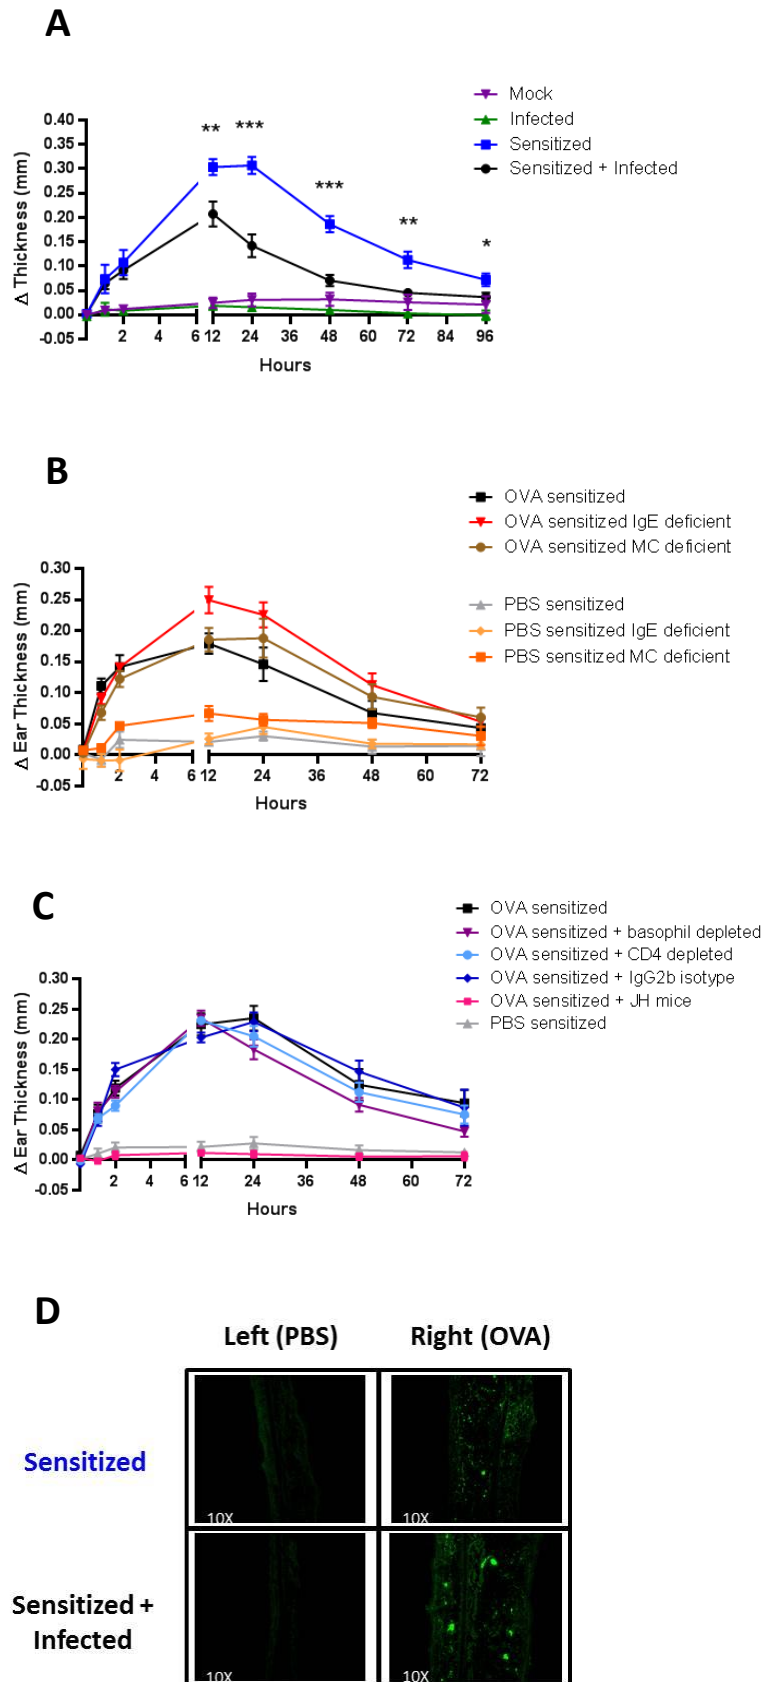 A
Mock
Infected
Sensitized
Sensitized + Infected
Δ Thickness (mm)
0.40
0.35
0.30
0.25
0.20
0.15
0.10
0.05
0.00
-0.05
** *** *** ** *
2 4 6 12 24 36 48 60 72 84 96
Hours
B
OVA sensitized
OVA sensitized IgE deficient
OVA sensitized MC deficient
PBS sensitized
PBS sensitized IgE deficient
PBS sensitized MC deficient
Δ Ear Thickness (mm)
0.30
0.25
0.20
0.15
0.10
0.05
0.00
-0.05
2 4 6 12 24 36 48 60 72
Hours
C
OVA sensitized
OVA sensitized + basophil depleted
OVA sensitized + CD4 depleted
OVA sensitized + IgG2b isotype
OVA sensitized + JH mice
PBS sensitized
Δ Ear Thickness (mm)
0.30
0.25
0.20
0.15
0.10
0.05
0.00
-0.05
2 4 6 12 24 36 48 60 72
Hours
D
Left (PBS) Right (OVA)
Sensitized
10X 10X
Sensitized +
Infected
10X 10X